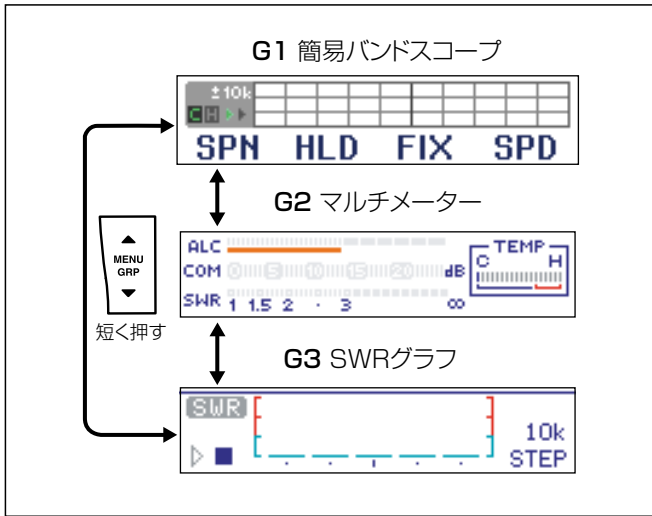 G1 簡易バンドスコープ
±10k
C H
SPN HLD FIX SPD
G2 マルチメーター
MENU
GRP
短く押す
ALC
COM 0 5 10 15 20 dB
SWR 1 1.5 2 · 3 ∞
TEMP
C H
G3 SWRグラフ
SWR
10k
STEP